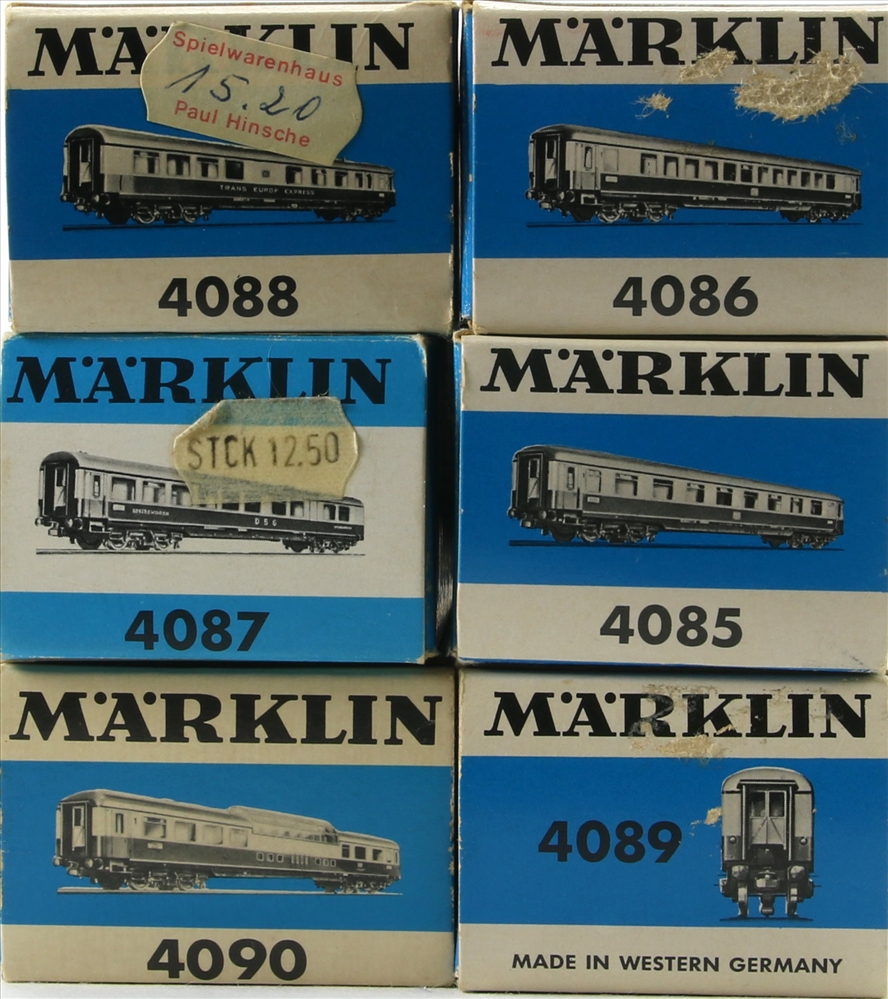 MÄRKLIN
Spielwarenhaus
15.20
Paul Hinsche
TRANS EUROP EXPRESS
4088
MÄRKLIN
4086
MÄRKLIN
STCK 12.50
DSG
4087
MÄRKLIN
4085
MÄRKLIN
4090
MÄRKLIN
4089
MADE IN WESTERN GERMANY